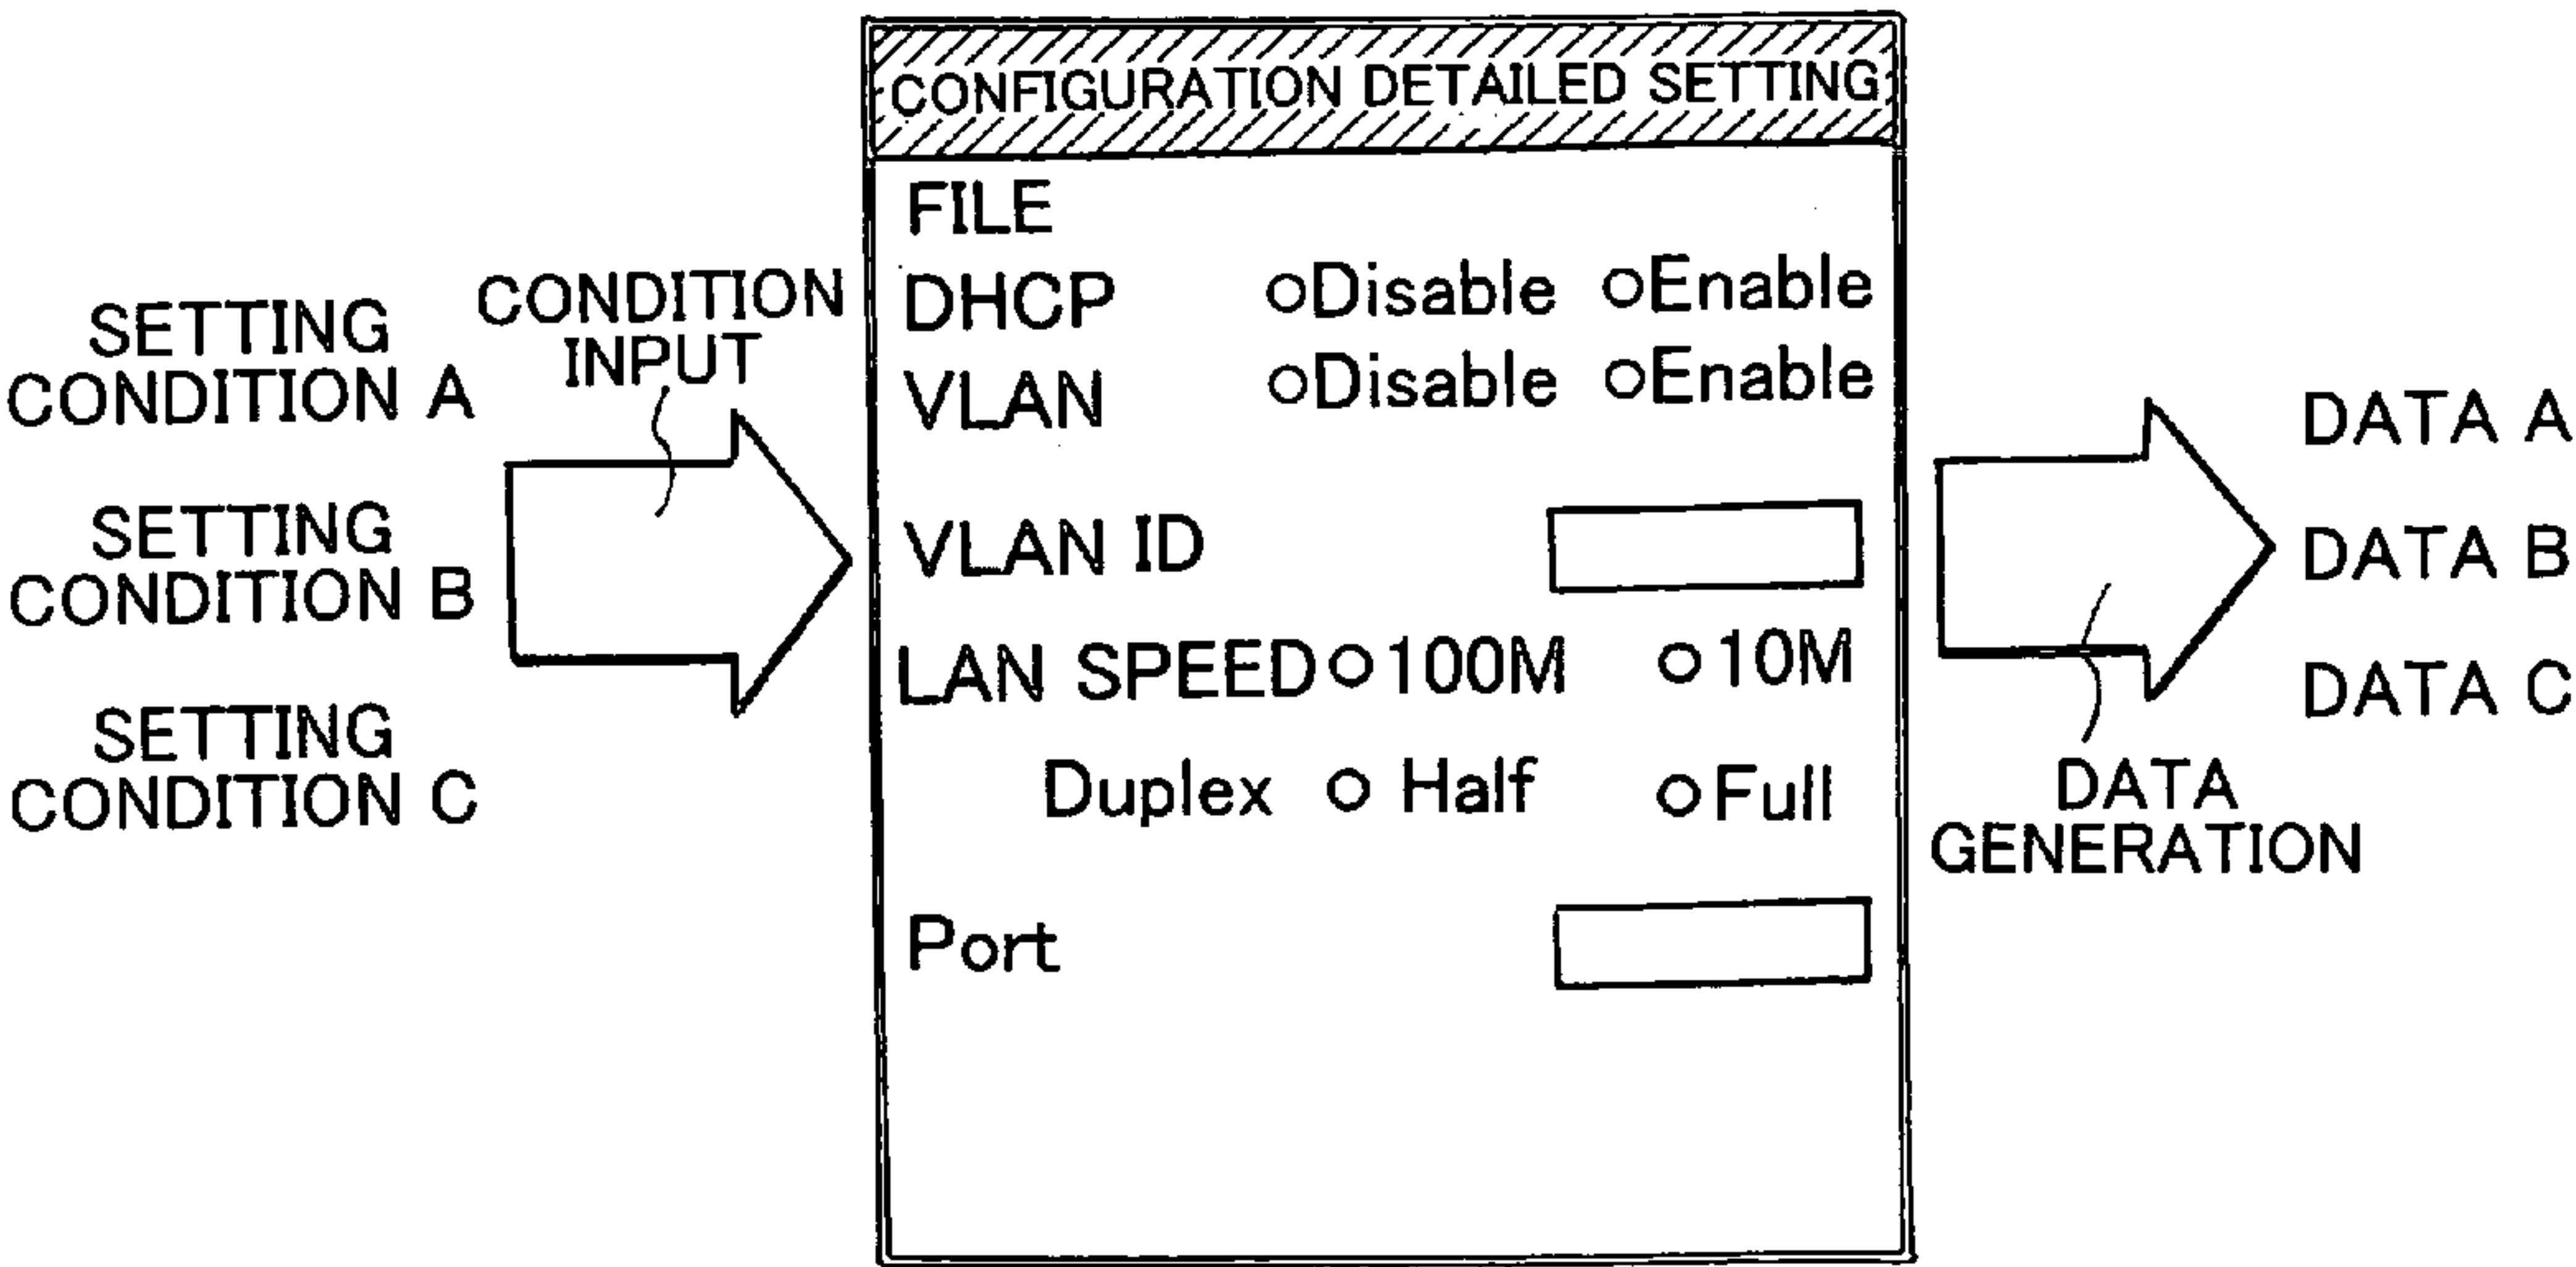 SETTING
CONDITION A
SETTING
CONDITION B
SETTING
CONDITION C
CONDITION
INPUT
CONFIGURATION DETAILED SETTING
FILE
DHCP Disable Enable
VLAN Disable Enable
VLAN ID
LAN SPEED 100M 10M
Duplex Half Full
Port
DATA A
DATA B
DATA C
DATA
GENERATION